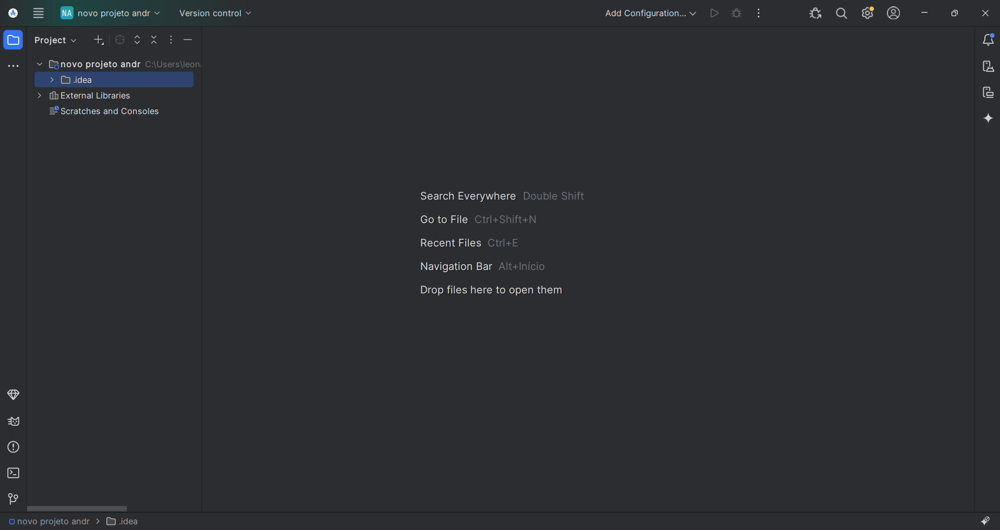 NA novo projeto andr Version control Add Configuration...
Project
novo projeto andr C:\Users\leon
.idea
External Libraries
Scratches and Consoles
Search Everywhere Double Shift
Go to File Ctrl+Shift+N
Recent Files Ctrl+E
Navigation Bar Alt+Início
Drop files here to open them
novo projeto andr > .idea